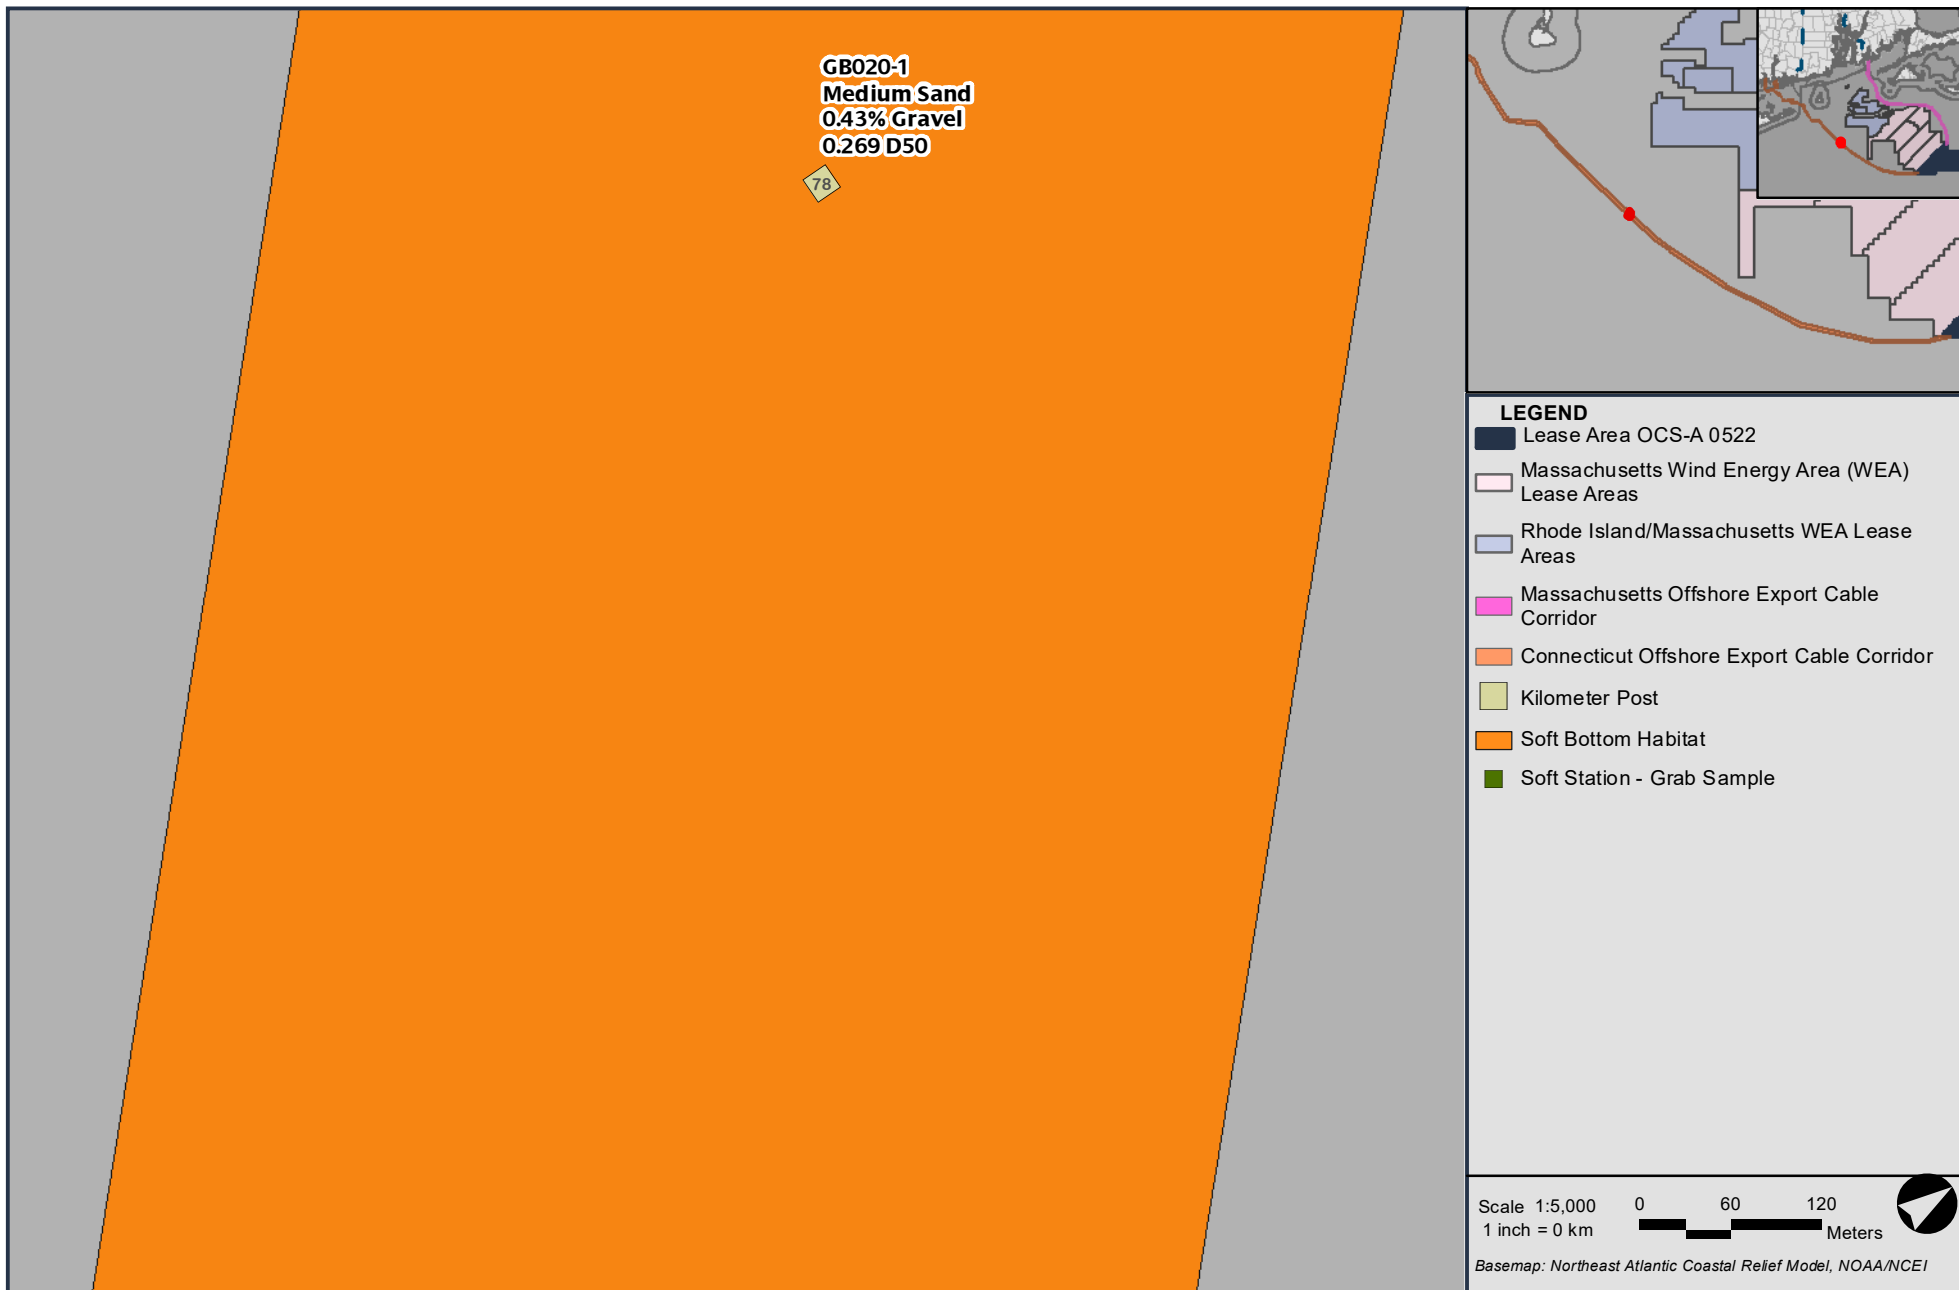 GB020-1
Medium Sand
0.43% Gravel
0.269 D50
78
LEGEND
Lease Area OCS-A 0522
Massachusetts Wind Energy Area (WEA)
Lease Areas
Rhode Island/Massachusetts WEA Lease
Areas
Massachusetts Offshore Export Cable
Corridor
Connecticut Offshore Export Cable Corridor
Kilometer Post
Soft Bottom Habitat
Soft Station - Grab Sample
Scale 1:5,000
1 inch = 0 km
0 60 120
Meters
Basemap: Northeast Atlantic Coastal Relief Model, NOAA/NCEI